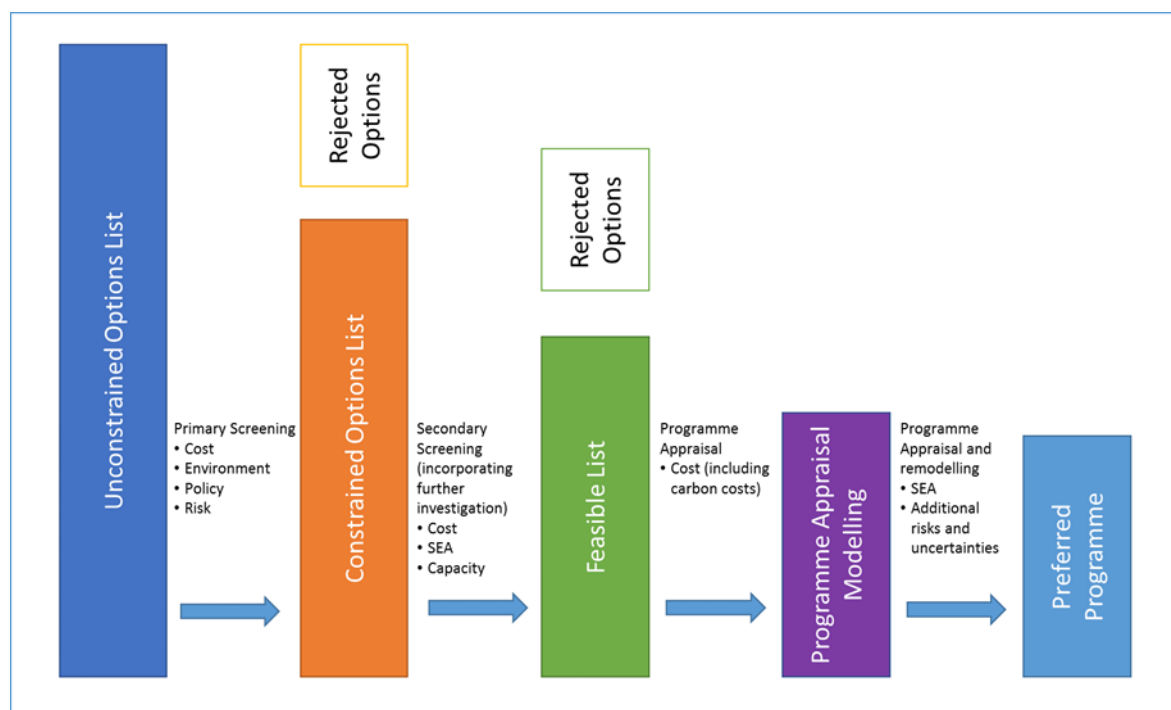 Unconstrained Options List
Primary Screening
• Cost
• Environment
• Policy
• Risk
Rejected
Options
Constrained Options List
Secondary
Screening
(incorporating
further
investigation)
• Cost
• SEA
• Capacity
Rejected
Options
Feasible List
Programme
Appraisal
• Cost (including
carbon costs)
Programme Appraisal
Modelling
Programme
Appraisal and
remodelling
• SEA
• Additional
risks and
uncertainties
Preferred
Programme